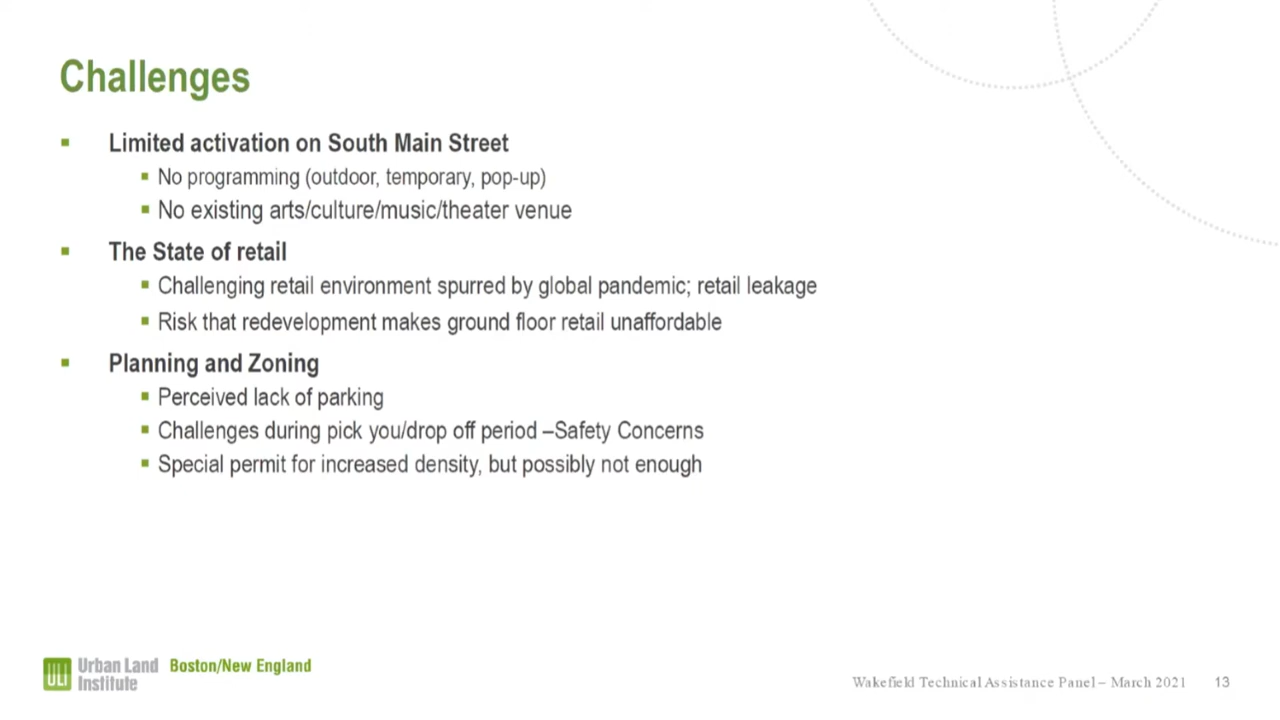 Challenges
▪ Limited activation on South Main Street
▪ No programming (outdoor, temporary, pop-up)
▪ No existing arts/culture/music/theater venue
▪ The State of retail
▪ Challenging retail environment spurred by global pandemic; retail leakage
▪ Risk that redevelopment makes ground floor retail unaffordable
▪ Planning and Zoning
▪ Perceived lack of parking
▪ Challenges during pick you/drop off period –Safety Concerns
▪ Special permit for increased density, but possibly not enough
ULI Urban Land Institute Boston/New England
Wakefield Technical Assistance Panel – March 2021 13